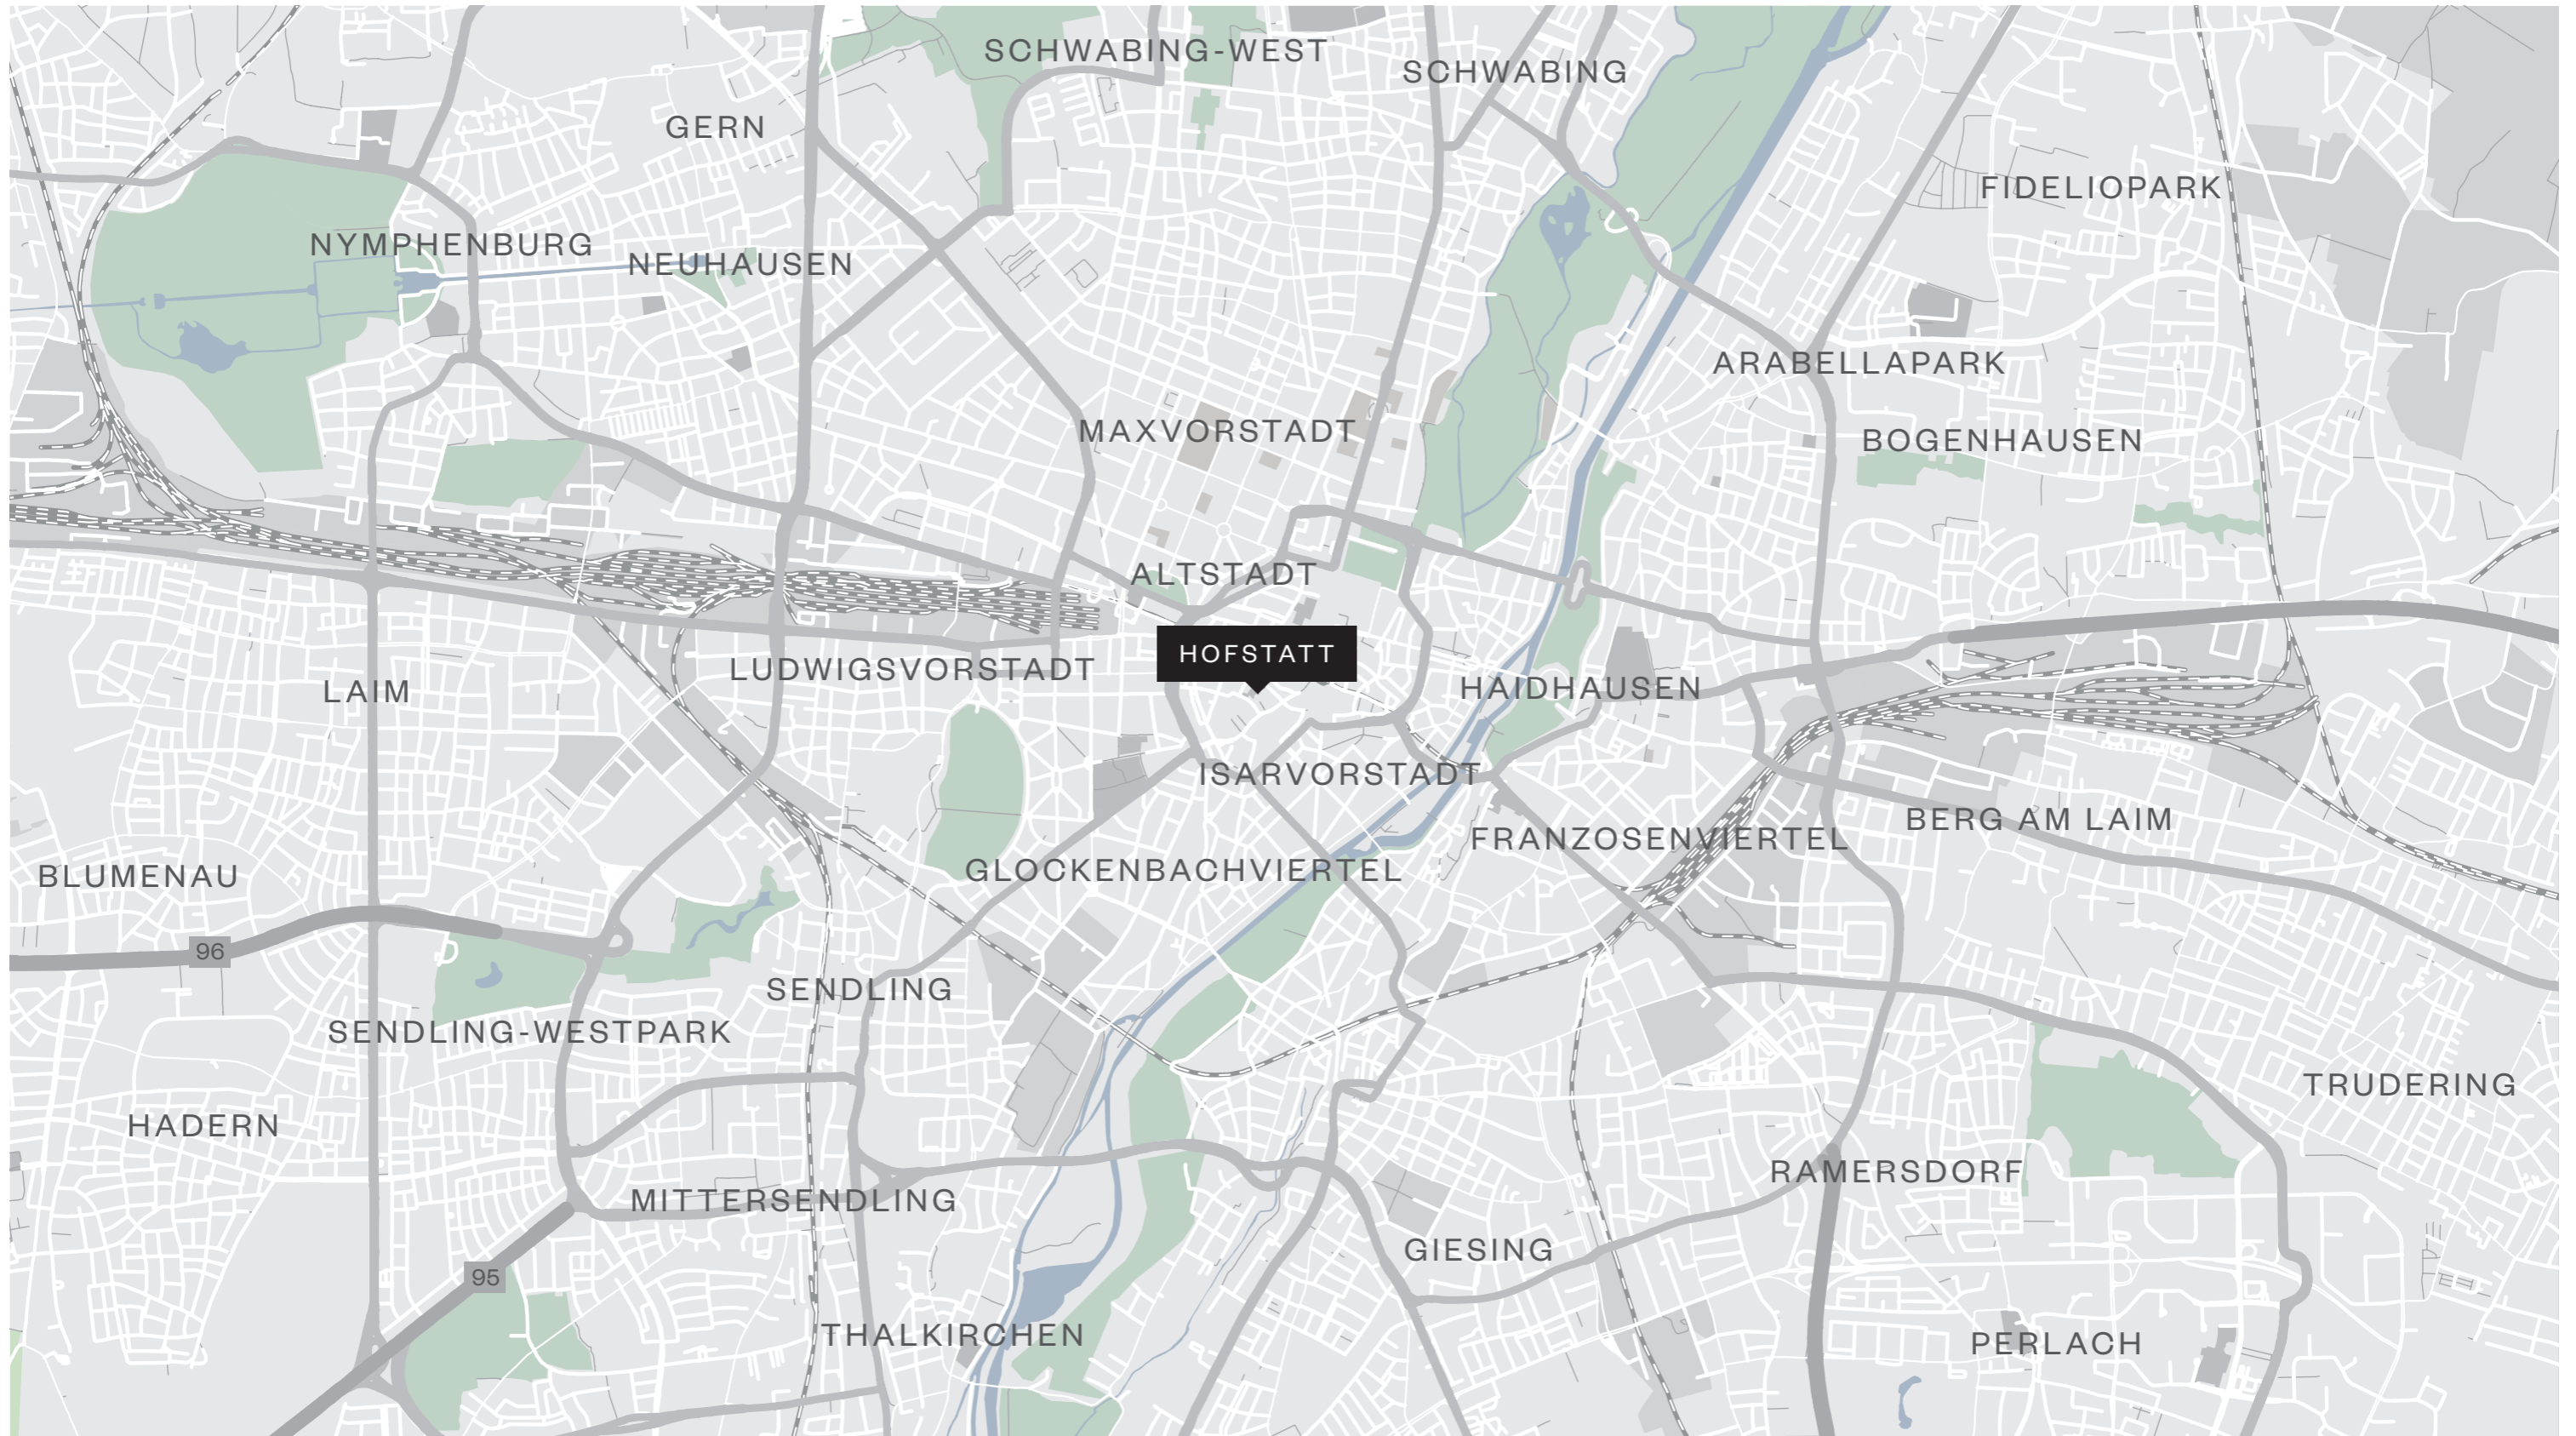 SCHWABING-WEST
SCHWABING
GERN
FIDELIOPARK
NYMPHENBURG
NEUHAUSEN
ARABELLAPARK
MAXVORSTADT
BOGENHAUSEN
ALTSTADT
HOFSTATT
LUDWIGSVORSTADT
HAIDHAUSEN
LAIM
ISARVORSTADT
BERG AM LAIM
FRANZOSENVIERTEL
GLOCKENBACHVIERTEL
BLUMENAU
96
SENDLING
SENDLING-WESTPARK
TRUDERING
HADERN
RAMERSDORF
MITTERSENDLING
GIESING
95
THALKIRCHEN
PERLACH